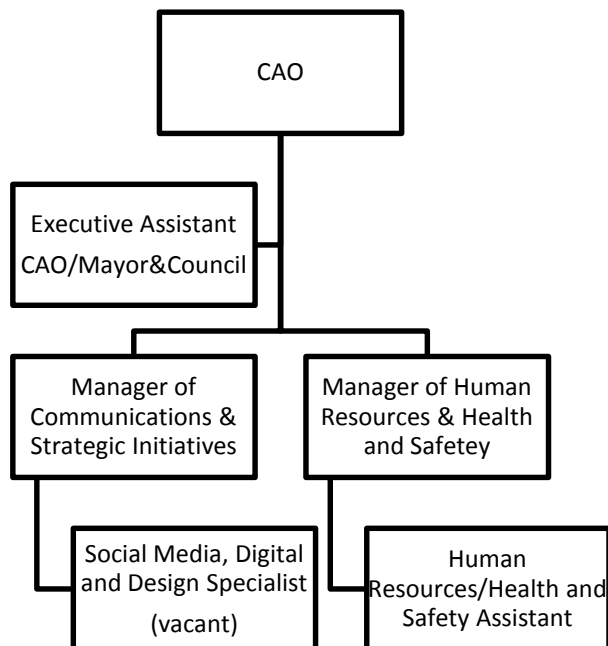 CAO
Executive Assistant
CAO/Mayor&Council
Manager of
Communications &
Strategic Initiatives
Manager of Human
Resources & Health
and Safetey
Social Media, Digital
and Design Specialist
(vacant)
Human
Resources/Health and
Safety Assistant